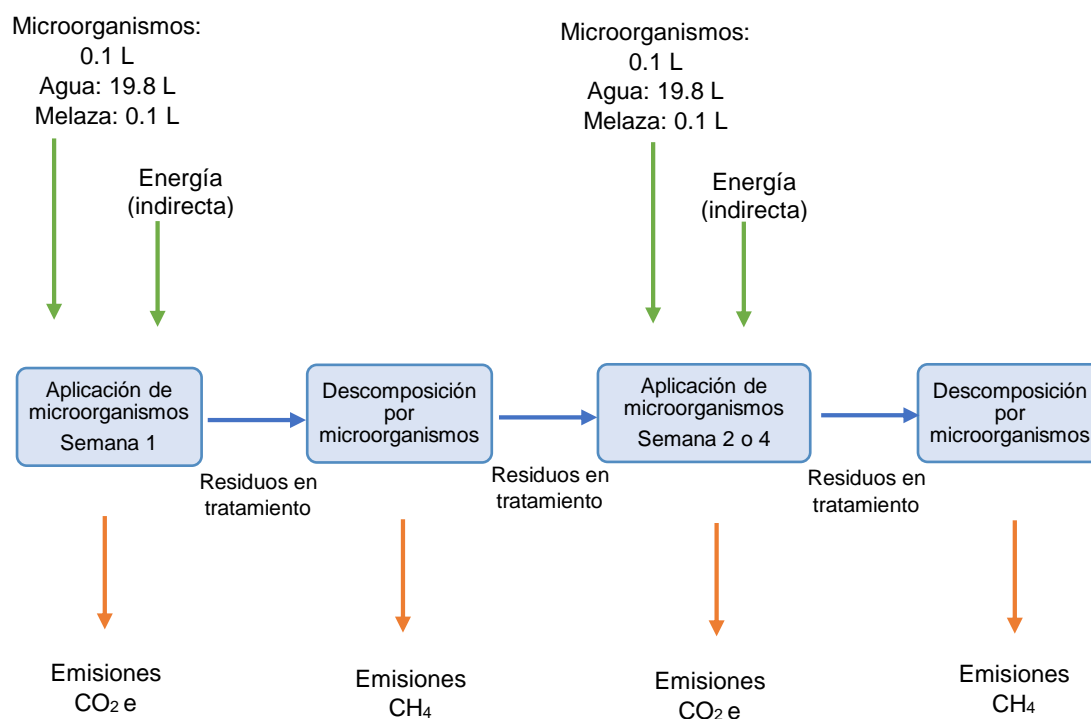 Microorganismos:
0.1 L
Agua: 19.8 L
Melaza: 0.1 L
Microorganismos:
0.1 L
Agua: 19.8 L
Melaza: 0.1 L
Energía
(indirecta)
Energía
(indirecta)
Aplicación de
microorganismos
Semana 1
Descomposición
por
microorganismos
Aplicación de
microorganismos
Semana 2 o 4
Descomposición
por
microorganismos
Residuos en
tratamiento
Residuos en
tratamiento
Residuos en
tratamiento
Emisiones
CO₂ e
Emisiones
CH₄
Emisiones
CO₂ e
Emisiones
CH₄